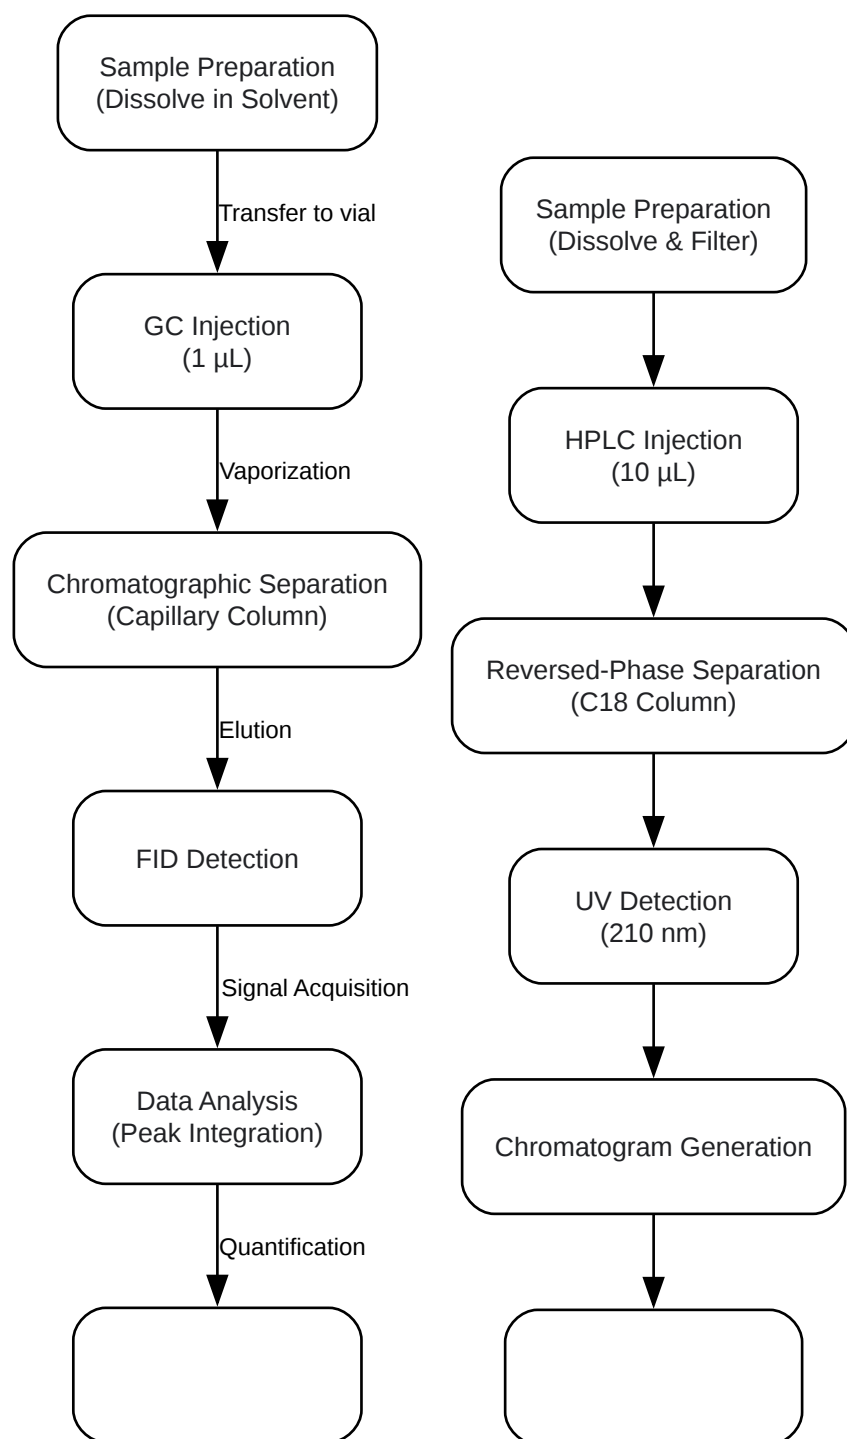 Sample Preparation
(Dissolve in Solvent)
Transfer to vial
GC Injection
(1 µL)
Vaporization
Chromatographic Separation
(Capillary Column)
Elution
FID Detection
Signal Acquisition
Data Analysis
(Peak Integration)
Quantification
Sample Preparation
(Dissolve & Filter)
HPLC Injection
(10 µL)
Reversed-Phase Separation
(C18 Column)
UV Detection
(210 nm)
Chromatogram Generation